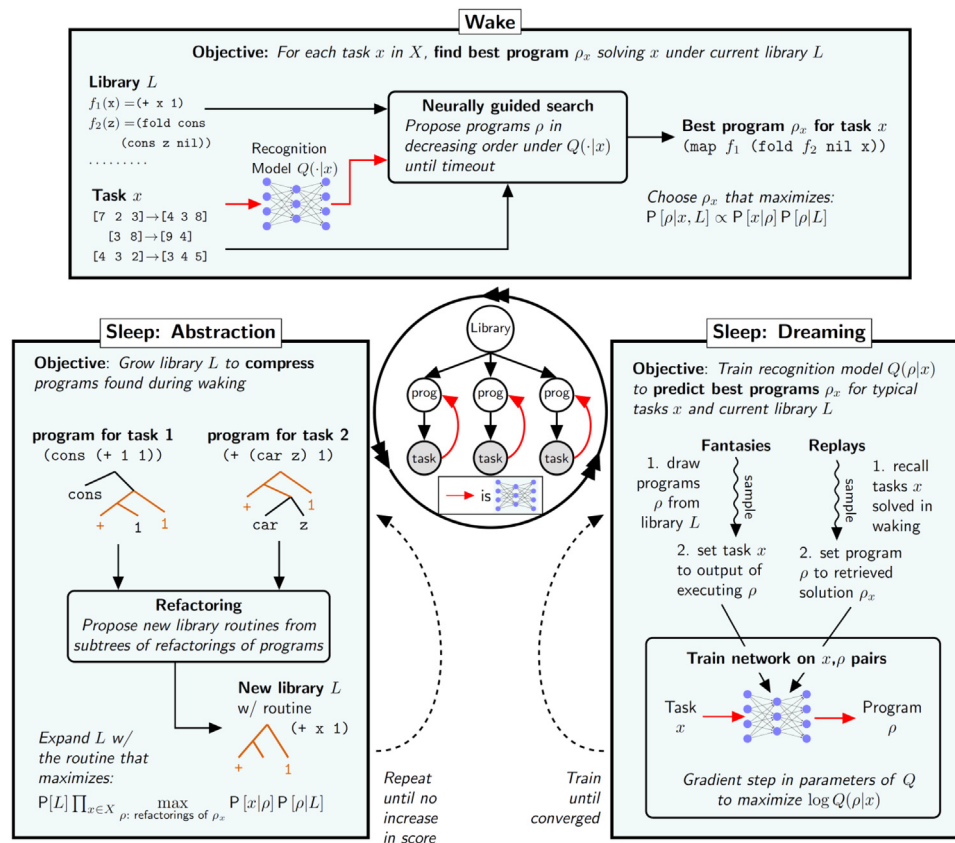 Wake
Objective: For each task x in X, find best program ρₓ solving x under current library L
Library L
f₁(x) = (+ x 1)
f₂(z) = (fold cons
(cons z nil))
.........
Recognition
Model Q(·|x)
Task x
[7 2 3]→[4 3 8]
[3 8]→[9 4]
[4 3 2]→[3 4 5]
Neurally guided search
Propose programs ρ in
decreasing order under Q(·|x)
until timeout
Best program ρₓ for task x
(map f₁ (fold f₂ nil x))
Choose ρₓ that maximizes:
P[ρ|x, L] ∝ P[x|ρ] P[ρ|L]
Sleep: Abstraction
Objective: Grow library L to compress
programs found during waking
program for task 1
(cons (+ 1 1))
cons
+ 1 1
program for task 2
(+ (car z) 1)
+ 1
car z
Refactoring
Propose new library routines from
subtrees of refactorings of programs
New library L
w/ routine
(+ x 1)
+ 1
Expand L w/
the routine that
maximizes:
P[L] ∏ₓ∈X max P[x|ρ] P[ρ|L]
ρ: refactorings of ρₓ
Library
prog prog prog
task task task
is
Repeat
until no
increase
in score
Train
until
converged
Sleep: Dreaming
Objective: Train recognition model Q(ρ|x)
to predict best programs ρₓ for typical
tasks x and current library L
Fantasies
1. draw
programs
ρ from
library L
sample
2. set task x
to output of
executing ρ
Replays
1. recall
tasks x
solved in
waking
sample
2. set program
ρ to retrieved
solution ρₓ
Train network on x,ρ pairs
Task
x
Program
ρ
Gradient step in parameters of Q
to maximize log Q(ρ|x)